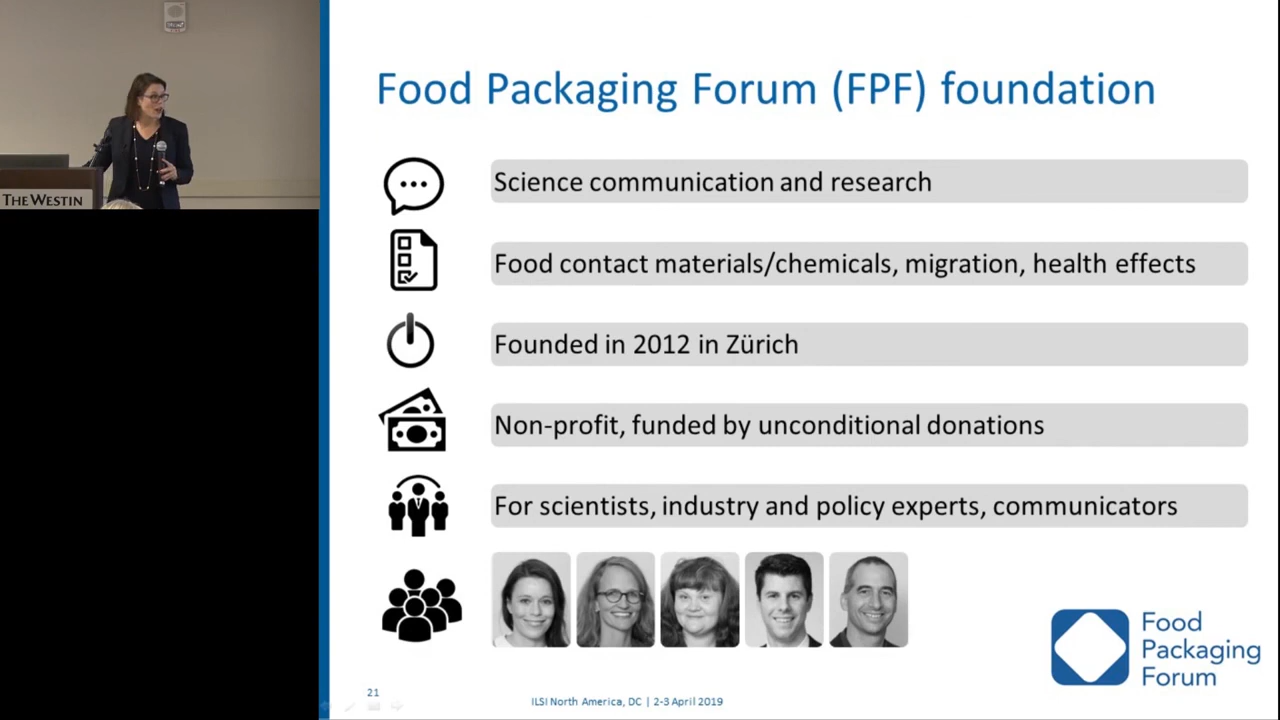 THE WESTIN
Food Packaging Forum (FPF) foundation
Science communication and research
Food contact materials/chemicals, migration, health effects
Founded in 2012 in Zürich
Non-profit, funded by unconditional donations
For scientists, industry and policy experts, communicators
Food
Packaging
Forum
21
ILSI North America, DC | 2-3 April 2019